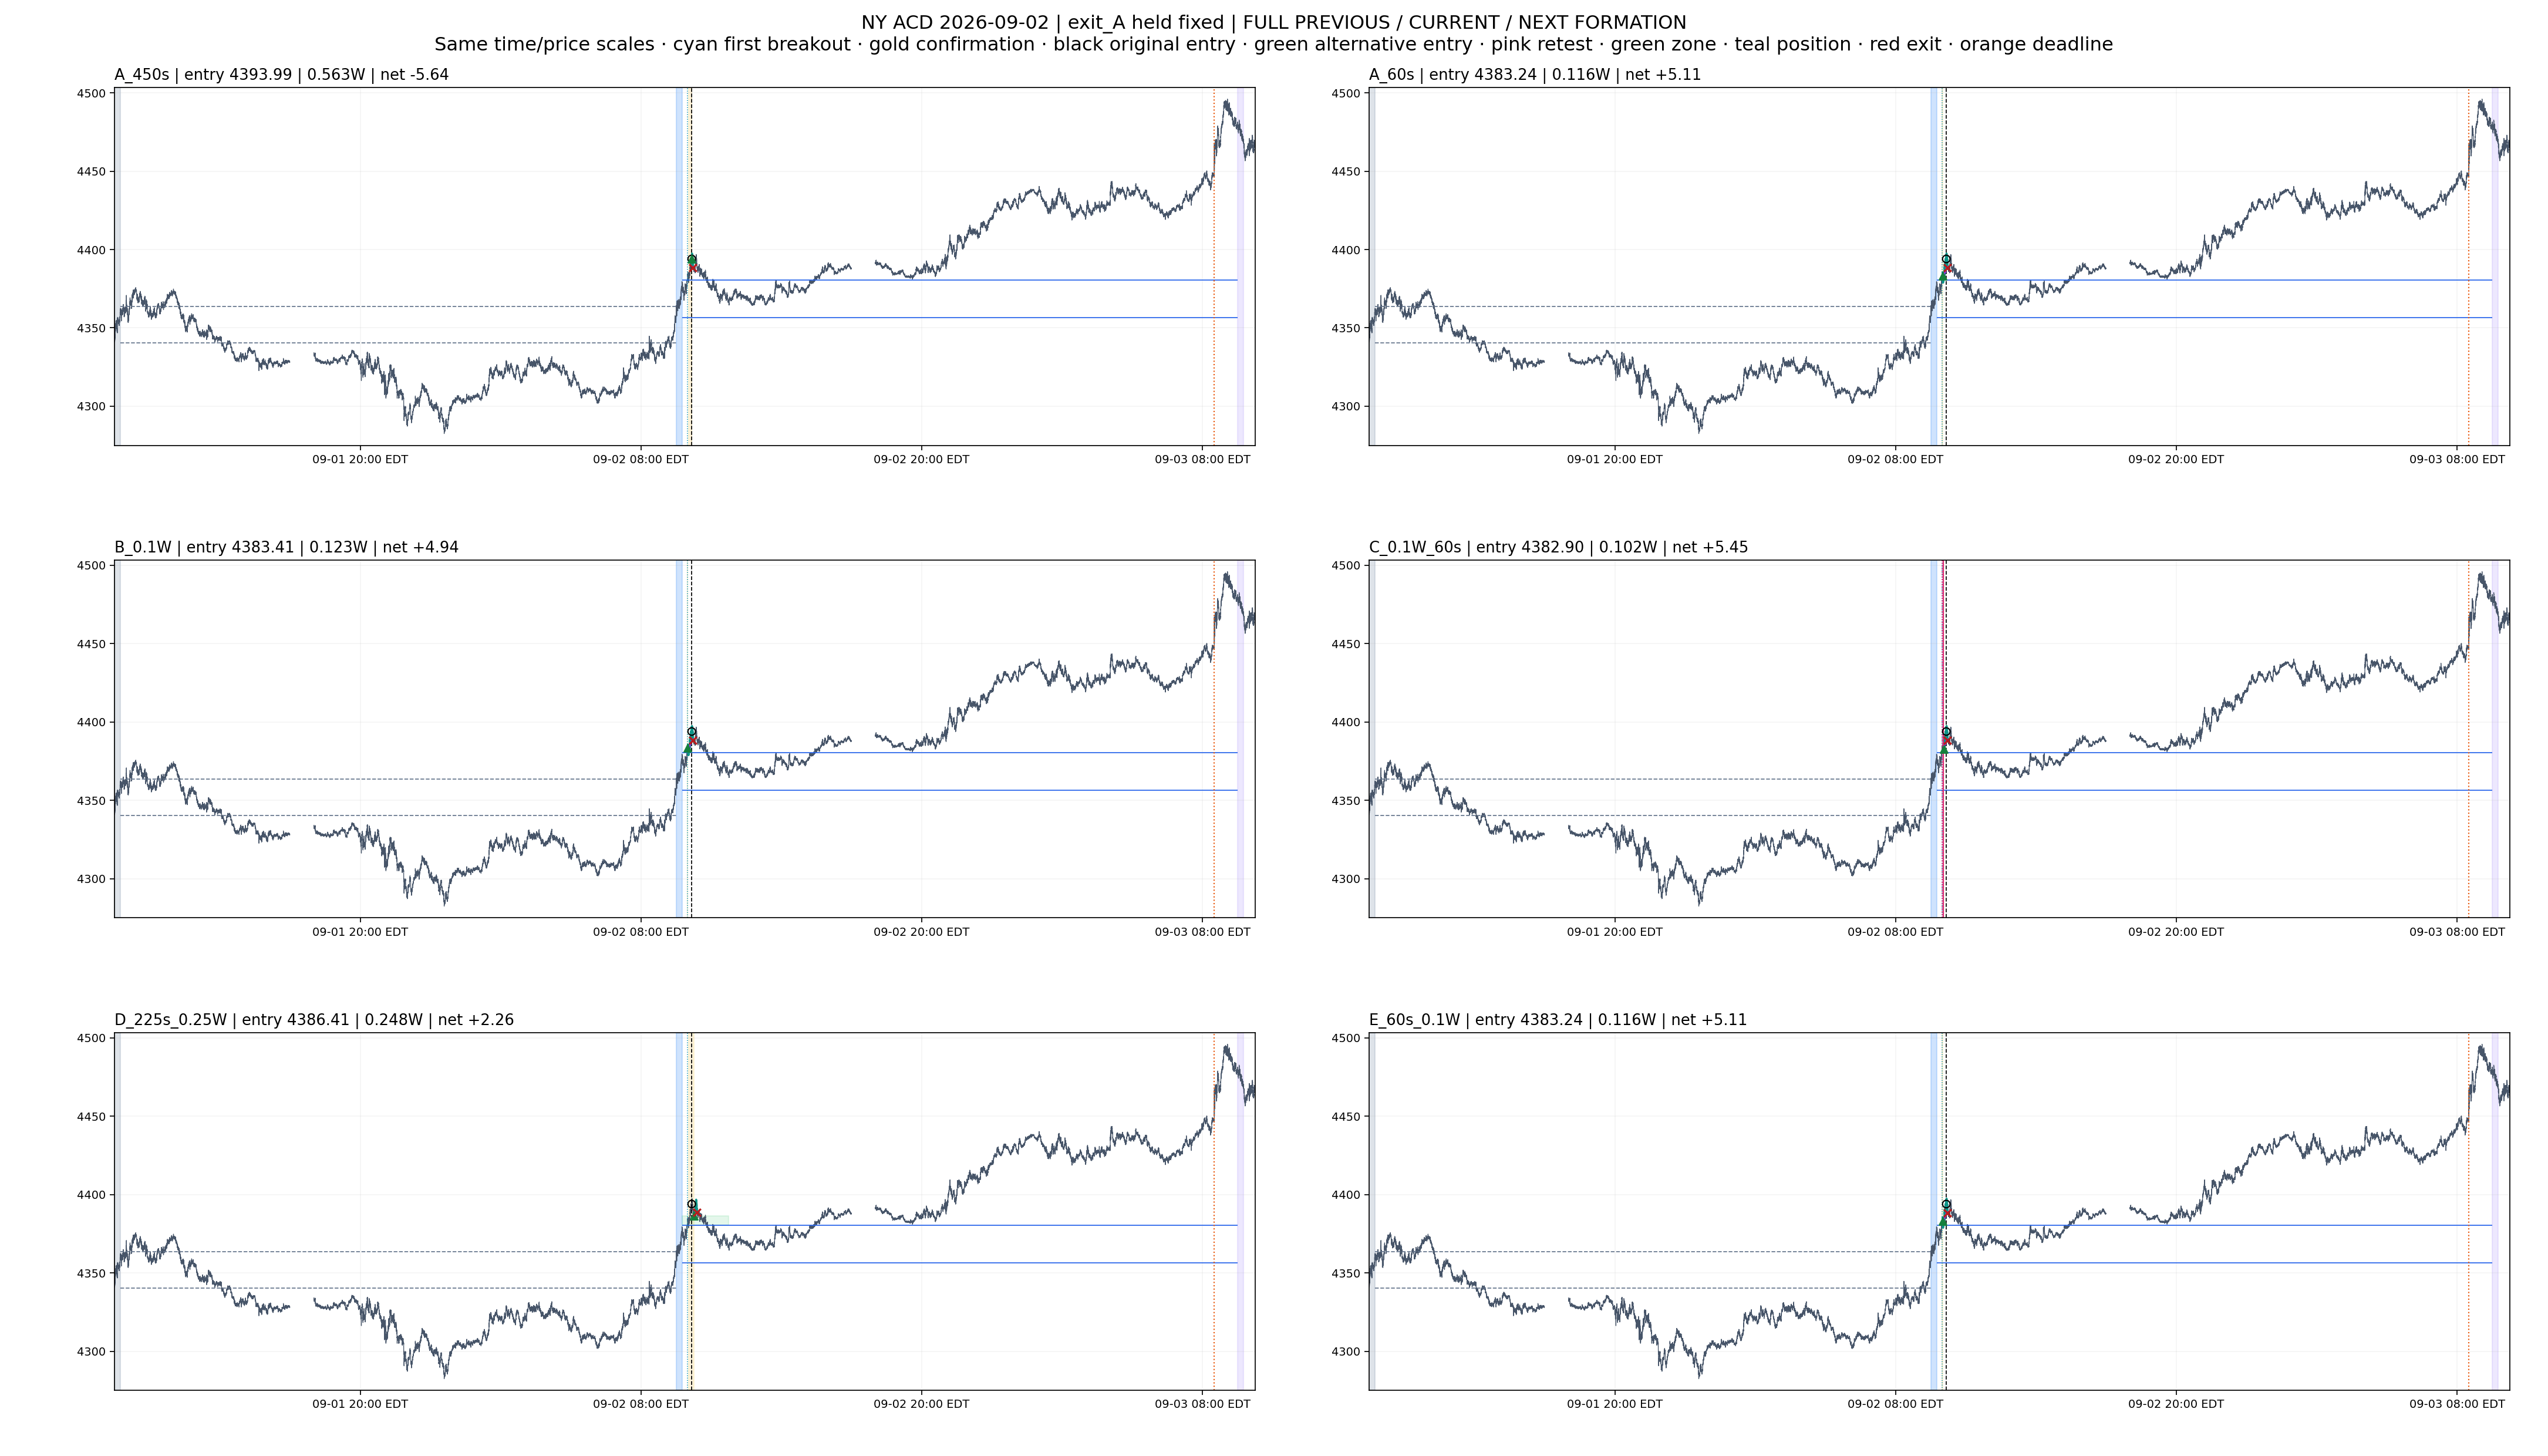 NY ACD 2026-09-02 | exit_A held fixed | FULL PREVIOUS / CURRENT / NEXT FORMATION
Same time/price scales · cyan first breakout · gold confirmation · black original entry · green alternative entry · pink retest · green zone · teal position · red exit · orange deadline
A_450s | entry 4393.99 | 0.563W | net -5.64
4500
4450
4400
4350
4300
09-01 20:00 EDT
09-02 08:00 EDT
09-02 20:00 EDT
09-03 08:00 EDT
A_60s | entry 4383.24 | 0.116W | net +5.11
4500
4450
4400
4350
4300
09-01 20:00 EDT
09-02 08:00 EDT
09-02 20:00 EDT
09-03 08:00 EDT
B_0.1W | entry 4383.41 | 0.123W | net +4.94
4500
4450
4400
4350
4300
09-01 20:00 EDT
09-02 08:00 EDT
09-02 20:00 EDT
09-03 08:00 EDT
C_0.1W_60s | entry 4382.90 | 0.102W | net +5.45
4500
4450
4400
4350
4300
09-01 20:00 EDT
09-02 08:00 EDT
09-02 20:00 EDT
09-03 08:00 EDT
D_225s_0.25W | entry 4386.41 | 0.248W | net +2.26
4500
4450
4400
4350
4300
09-01 20:00 EDT
09-02 08:00 EDT
09-02 20:00 EDT
09-03 08:00 EDT
E_60s_0.1W | entry 4383.24 | 0.116W | net +5.11
4500
4450
4400
4350
4300
09-01 20:00 EDT
09-02 08:00 EDT
09-02 20:00 EDT
09-03 08:00 EDT